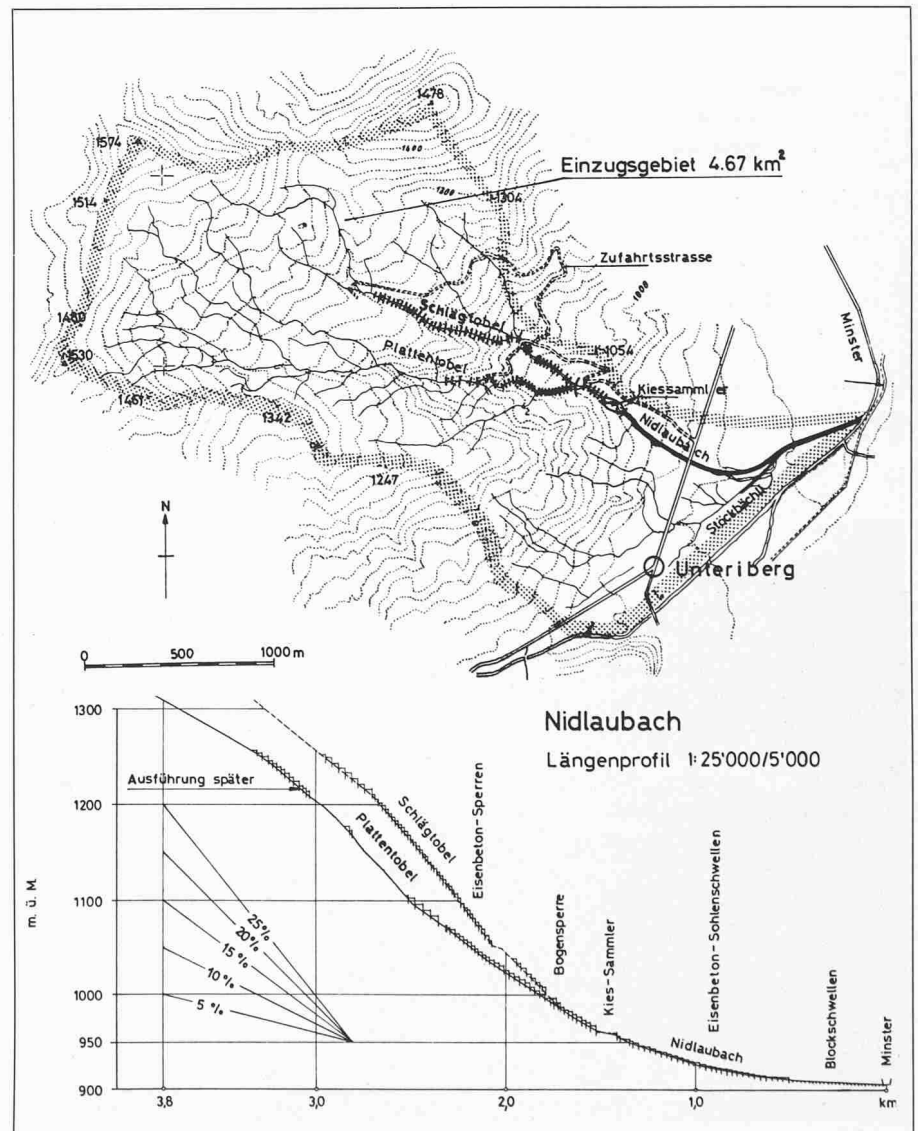 1478
1574
1400
Einzugsgebiet 4.67 km²
1514
1200
1304
Zufahrtsstrasse
1000
Schlägtobel
Minster
1480
Plattentobel
1054
1530
Kiessammler
1461
1342
Nidlaubach
1247
Stockbächli
N
Unteriberg
0 500 1000 m
Nidlaubach
Längenprofil 1:25'000/5'000
m. ü. M.
1300
1200
1100
1000
950
900
Ausführung später
25%
20%
15%
10%
5%
Plattentobel
Schlägtobel
Eisenbeton-Sperren
Bogensperre
Kies-Sammler
Nidlaubach
Eisenbeton-Sohlenschwellen
Blockschwellen
Minster
3,8 3,0 2,0 1,0 km